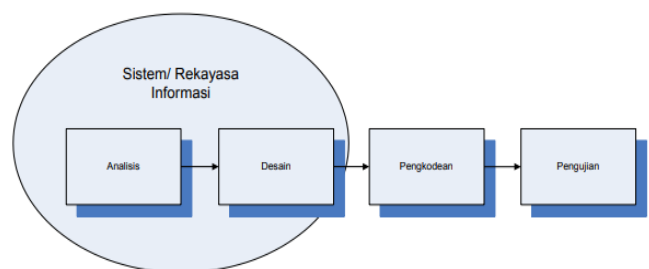 Sistem/ Rekayasa
Informasi
Analisis
Desain
Pengkodean
Pengujian